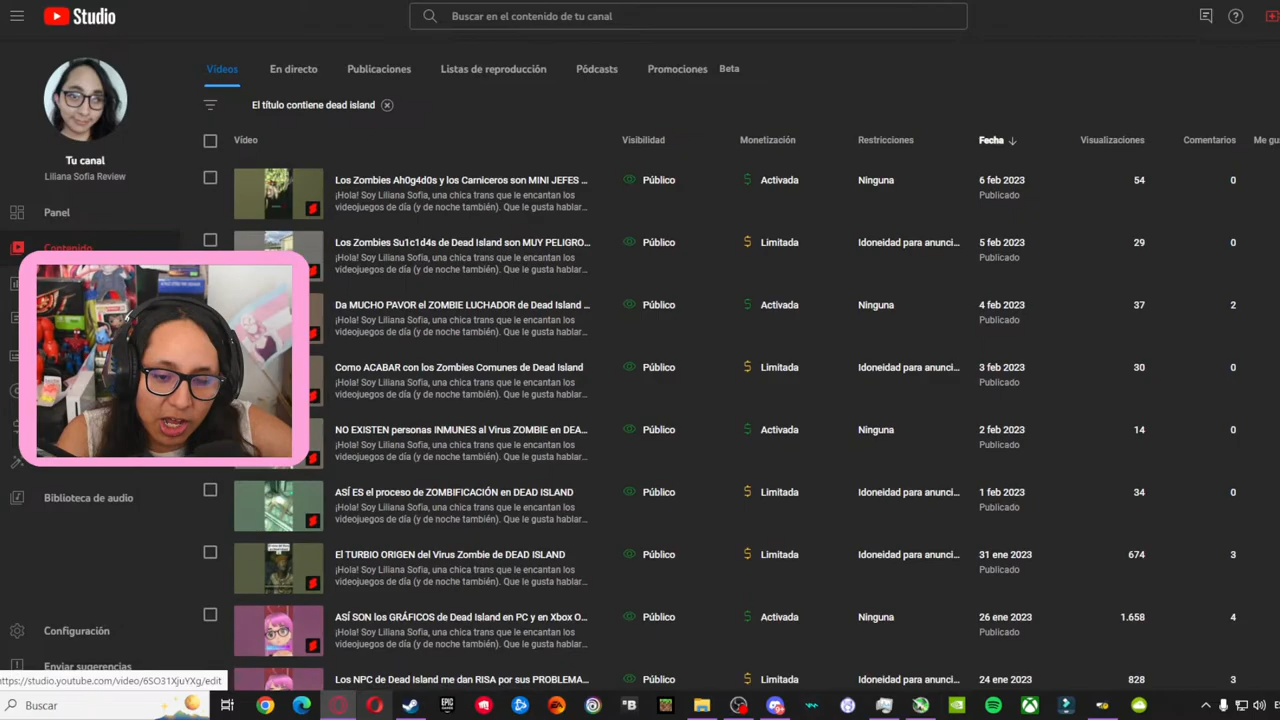 Studio
Buscar en el contenido de tu canal
Vídeos
En directo
Publicaciones
Listas de reproducción
Pódcasts
Promociones
Beta
El título contiene dead island
Tu canal
Liliana Sofia Review
Panel
Contenido
Biblioteca de audio
Configuración
Enviar sugerencias
Vídeo
Visibilidad
Monetización
Restricciones
Fecha
Visualizaciones
Comentarios
Me gu
Los Zombies Ah0g4d0s y los Carniceros son MINI JEFES ...
Público
Activada
Ninguna
6 feb 2023
54
0
¡Hola! Soy Liliana Sofía, una chica trans que le encantan los
Publicado
videojuegos de día (y de noche también). Que le gusta hablar...
Los Zombies Su1c1d4s de Dead Island son MUY PELIGRO...
Público
Limitada
Idoneidad para anunci...
5 feb 2023
29
0
¡Hola! Soy Liliana Sofía, una chica trans que le encantan los
Publicado
videojuegos de día (y de noche también). Que le gusta hablar...
Da MUCHO PAVOR el ZOMBIE LUCHADOR de Dead Island ...
Público
Activada
Ninguna
4 feb 2023
37
2
¡Hola! Soy Liliana Sofía, una chica trans que le encantan los
Publicado
videojuegos de día (y de noche también). Que le gusta hablar...
Como ACABAR con los Zombies Comunes de Dead Island
Público
Limitada
Idoneidad para anunci...
3 feb 2023
30
0
¡Hola! Soy Liliana Sofía, una chica trans que le encantan los
Publicado
videojuegos de día (y de noche también). Que le gusta hablar...
NO EXISTEN personas INMUNES al Virus ZOMBIE en DEA...
Público
Activada
Ninguna
2 feb 2023
14
0
¡Hola! Soy Liliana Sofía, una chica trans que le encantan los
Publicado
videojuegos de día (y de noche también). Que le gusta hablar...
ASÍ ES el proceso de ZOMBIFICACIÓN en DEAD ISLAND
Público
Limitada
Idoneidad para anunci...
1 feb 2023
34
0
¡Hola! Soy Liliana Sofía, una chica trans que le encantan los
Publicado
videojuegos de día (y de noche también). Que le gusta hablar...
El TURBIO ORIGEN del Virus Zombie de DEAD ISLAND
Público
Limitada
Idoneidad para anunci...
31 ene 2023
674
3
¡Hola! Soy Liliana Sofía, una chica trans que le encantan los
Publicado
videojuegos de día (y de noche también). Que le gusta hablar...
ASÍ SON los GRÁFICOS de Dead Island en PC y en Xbox O...
Público
Activada
Ninguna
26 ene 2023
1.658
4
¡Hola! Soy Liliana Sofía, una chica trans que le encantan los
Publicado
videojuegos de día (y de noche también). Que le gusta hablar...
Los NPC de Dead Island me dan RISA por sus PROBLEMA...
Público
Activada
Ninguna
24 ene 2023
828
3
https://studio.youtube.com/video/6SO31XjuYXg/edit
Buscar